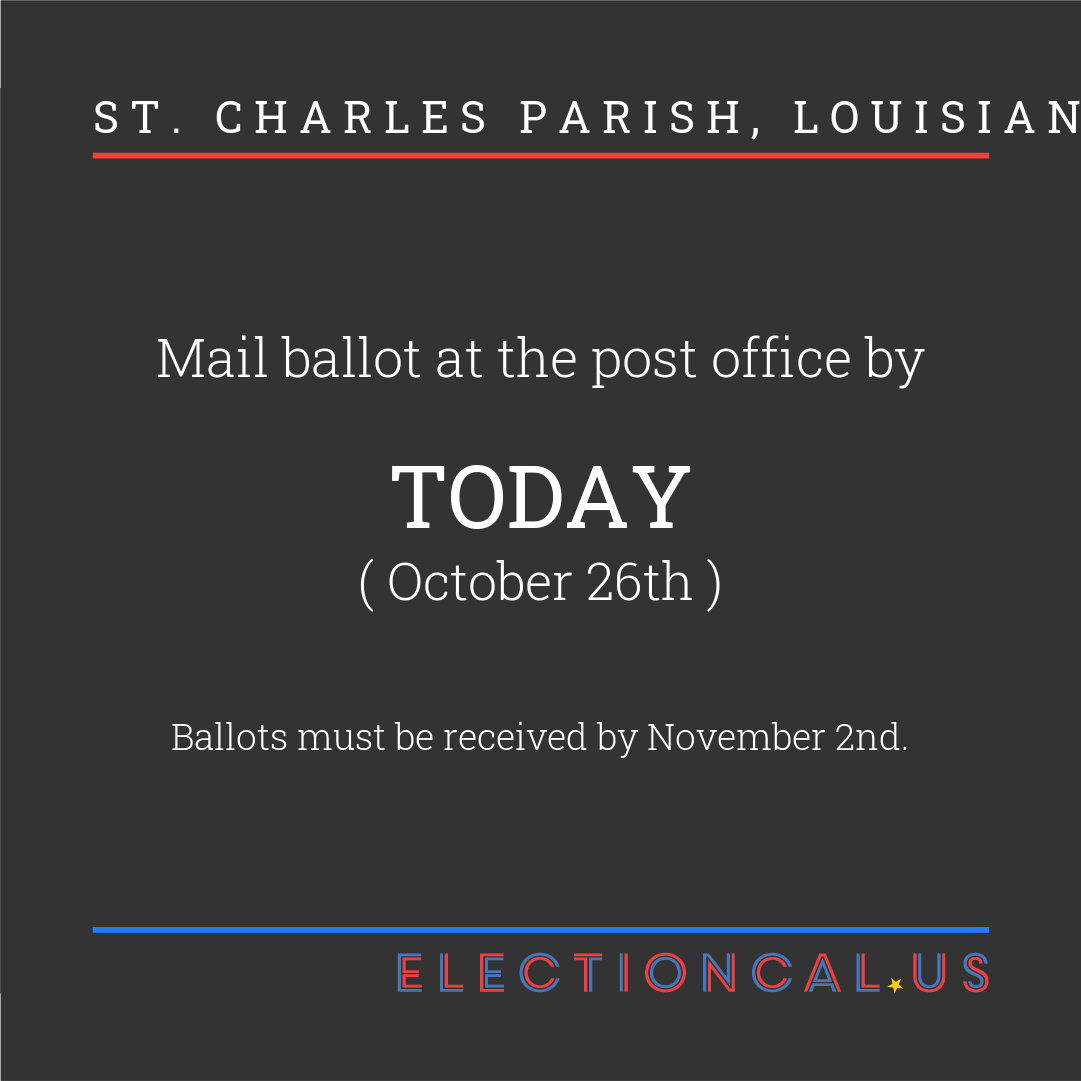 ST. CHARLES PARISH, LOUISIAN
Mail ballot at the post office by
TODAY
( October 26th )
Ballots must be received by November 2nd.
ELECTIONCAL.US